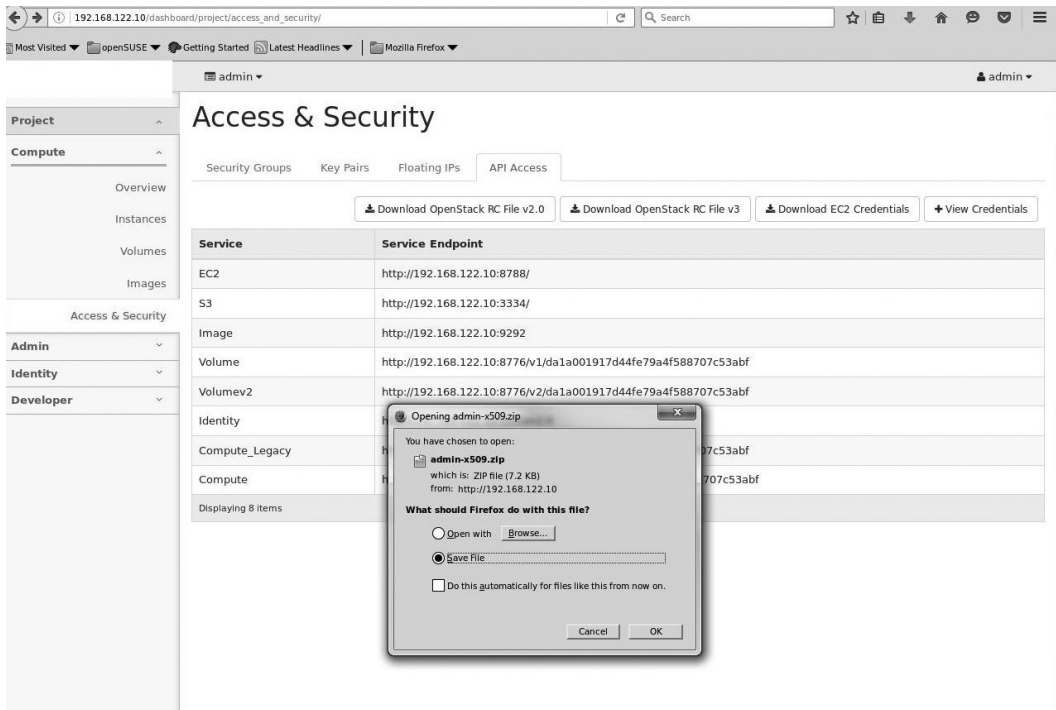 192.168.122.10/dashboard/project/access_and_security/
Search
Most Visited openSUSE Getting Started Latest Headlines Mozilla Firefox
admin admin
Project
Compute
Overview
Instances
Volumes
Images
Access & Security
Admin
Identity
Developer
Access & Security
Security Groups Key Pairs Floating IPs API Access
Download OpenStack RC File v2.0 Download OpenStack RC File v3 Download EC2 Credentials + View Credentials
Service Service Endpoint
EC2 http://192.168.122.10:8788/
S3 http://192.168.122.10:3334/
Image http://192.168.122.10:9292
Volume http://192.168.122.10:8776/v1/da1a001917d44fe79a4f588707c53abf
Volumev2 http://192.168.122.10:8776/v2/da1a001917d44fe79a4f588707c53abf
Identity
Compute_Legacy 07c53abf
Compute 707c53abf
Displaying 8 items
Opening admin-x509.zip
You have chosen to open:
admin-x509.zip
which is: ZIP file (7.2 KB)
from: http://192.168.122.10
What should Firefox do with this file?
Open with Browse...
Save File
Do this automatically for files like this from now on.
Cancel OK